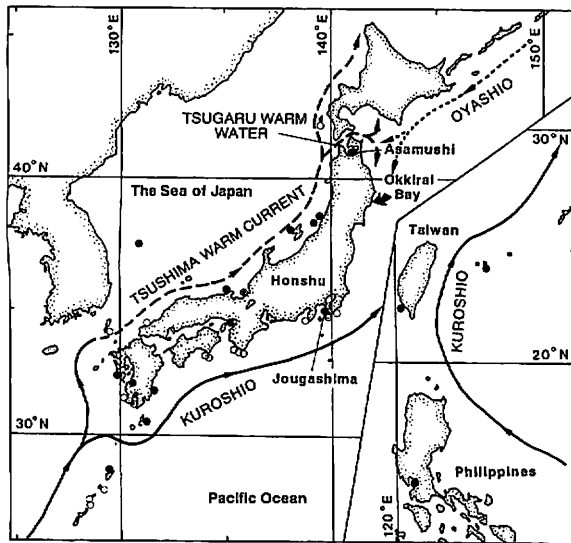 130°E
140°E
150°E
TSUGARU WARM
WATER
OYASHIO
30°N
Asamushi
40°N
Okkirai
Bay
The Sea of Japan
Taiwan
TSUSHIMA WARM CURRENT
Honshu
KUROSHIO
20°N
Jougashima
KUROSHIO
30°N
Philippines
Pacific Ocean
120°E